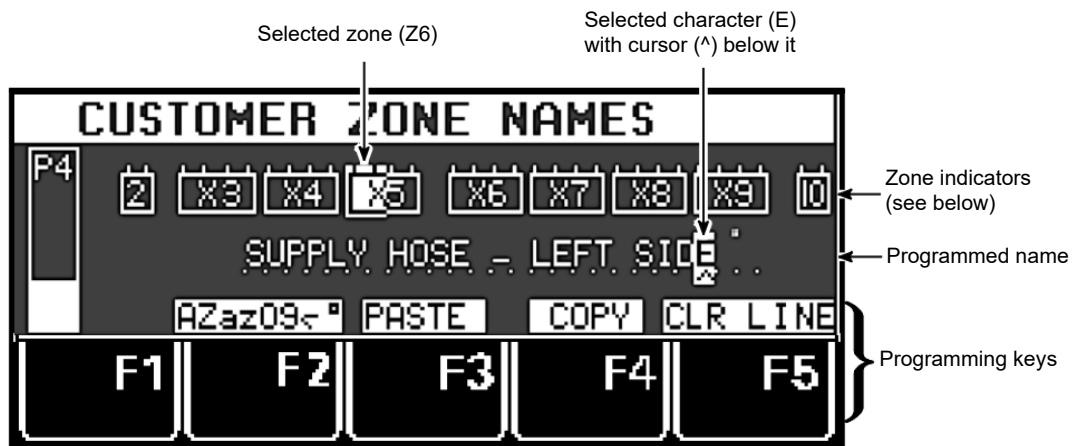 Selected zone (Z6)
Selected character (E)
with cursor (^) below it
CUSTOMER ZONE NAMES
P4
2 X3 X4 X5 X6 X7 X8 X9 10
Zone indicators
(see below)
SUPPLY HOSE - LEFT SIDE
^
Programmed name
AZaz09<° PASTE COPY CLR LINE
F1 F2 F3 F4 F5
Programming keys